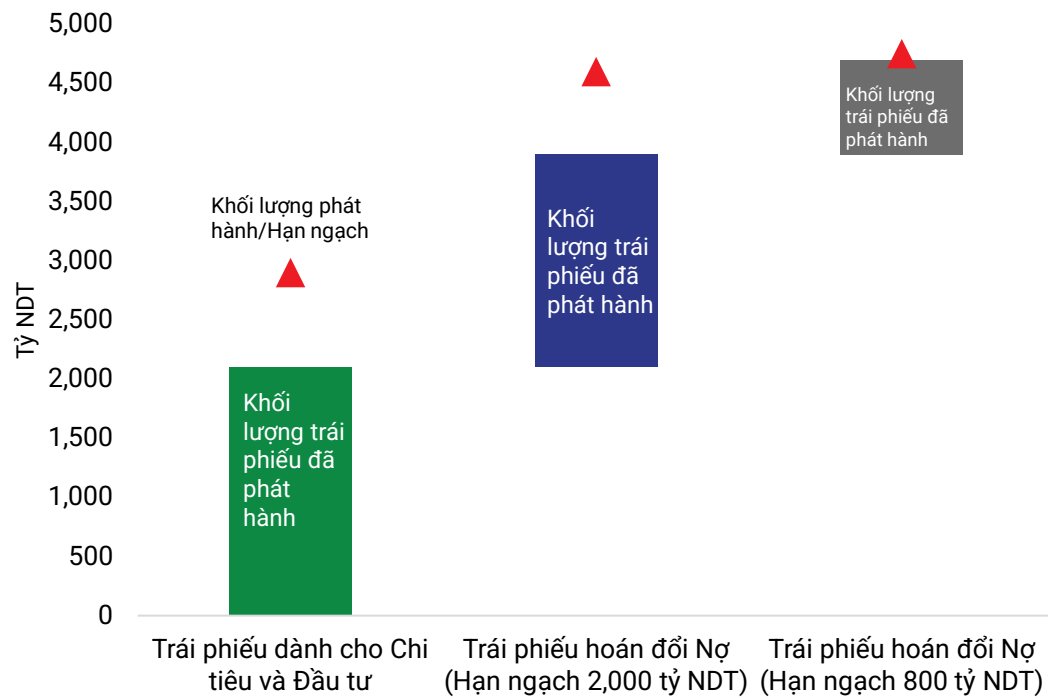 5,000
4,500
4,000
3,500
3,000
2,500
2,000
1,500
1,000
500
0
Tỷ NDT
Khối lượng phát
hành/Hạn ngạch
Khối
lượng trái
phiếu đã
phát
hành
Khối
lượng trái
phiếu đã
phát hành
Khối lượng
trái phiếu đã
phát hành
Trái phiếu dành cho Chi
tiêu và Đầu tư
Trái phiếu hoán đổi Nợ
(Hạn ngạch 2,000 tỷ NDT)
Trái phiếu hoán đổi Nợ
(Hạn ngạch 800 tỷ NDT)